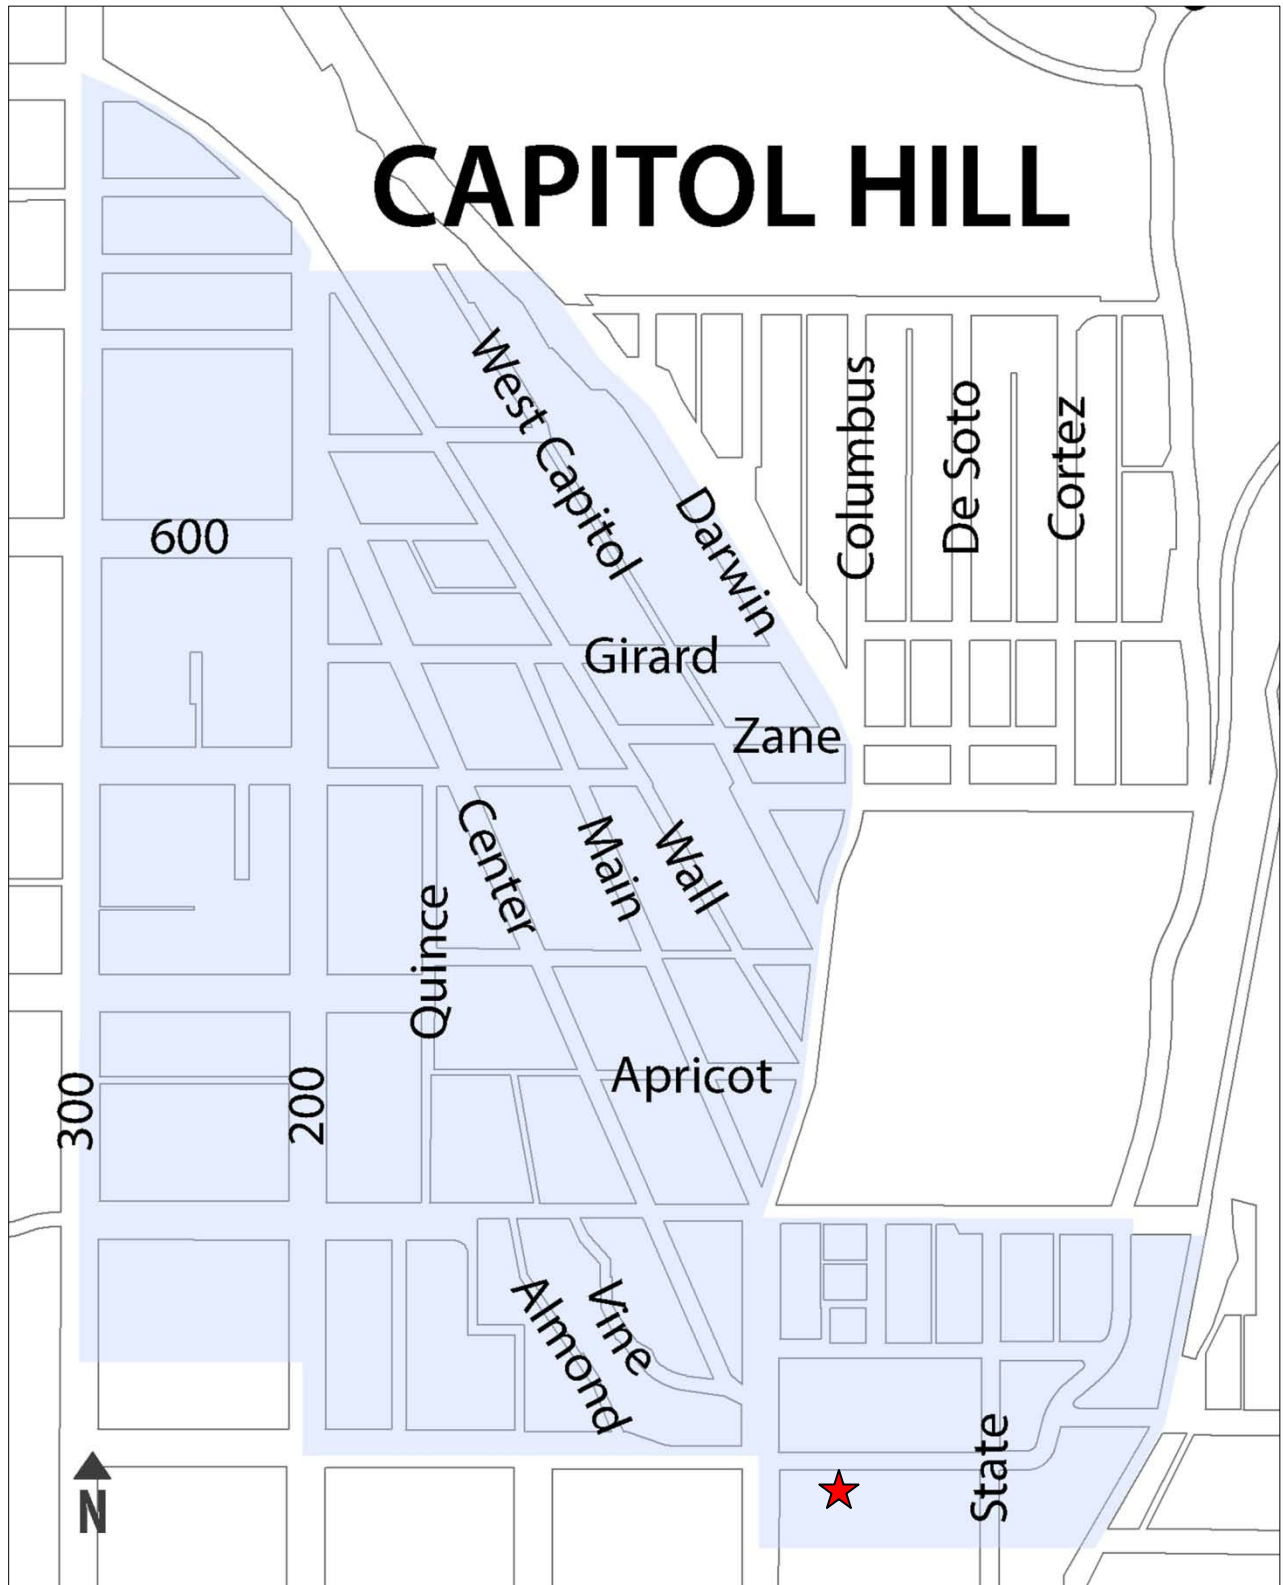 CAPITOL HILL
West Capitol
Columbus
De Soto
Cortez
Darwin
600
Girard
Zane
Center
Main
Wall
Quince
Apricot
300
200
Almond
Vine
State
N